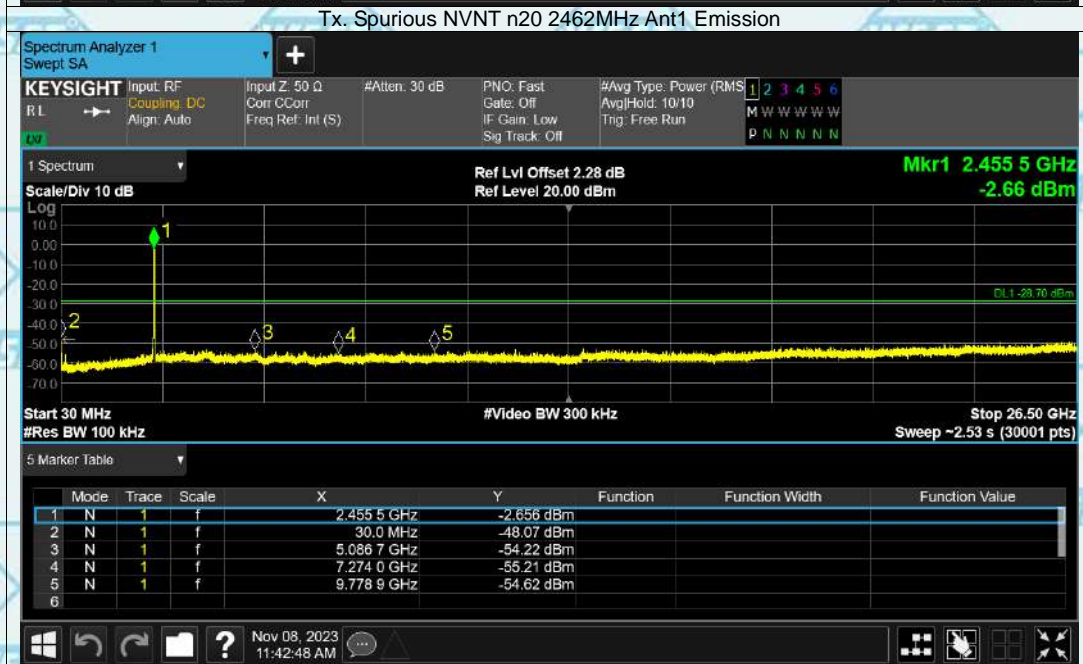 Tx. Spurious NVNT n20 2462MHz Ant1 Emission
Spectrum Analyzer 1
Swept SA
+
KEYSIGHT Input: RF Input Z: 50 Ω #Atten: 30 dB PNO: Fast #Avg Type: Power (RMS 1 2 3 4 5 6
RL Coupling: DC Corr CCorr Gate: Off Avg|Hold: 10/10 M W W W W W
Align: Auto Freq Ref: Int (S) IF Gain: Low Trig: Free Run
LXI Sig Track: Off P N N N N N
1 Spectrum Ref Lvl Offset 2.28 dB Mkr1 2.455 5 GHz
Scale/Div 10 dB Ref Level 20.00 dBm -2.66 dBm
Log
10.0
1
0.00
-10.0
-20.0
DL1 -28.70 dBm
-30.0
-40.0
2 3 4 5
-50.0
-60.0
-70.0
Start 30 MHz #Video BW 300 kHz Stop 26.50 GHz
#Res BW 100 kHz Sweep ~2.53 s (30001 pts)
5 Marker Table
Mode Trace Scale X Y Function Function Width Function Value
1 N 1 f 2.455 5 GHz -2.656 dBm
2 N 1 f 30.0 MHz -48.07 dBm
3 N 1 f 5.086 7 GHz -54.22 dBm
4 N 1 f 7.274 0 GHz -55.21 dBm
5 N 1 f 9.778 9 GHz -54.62 dBm
6
? Nov 08, 2023
11:42:48 AM